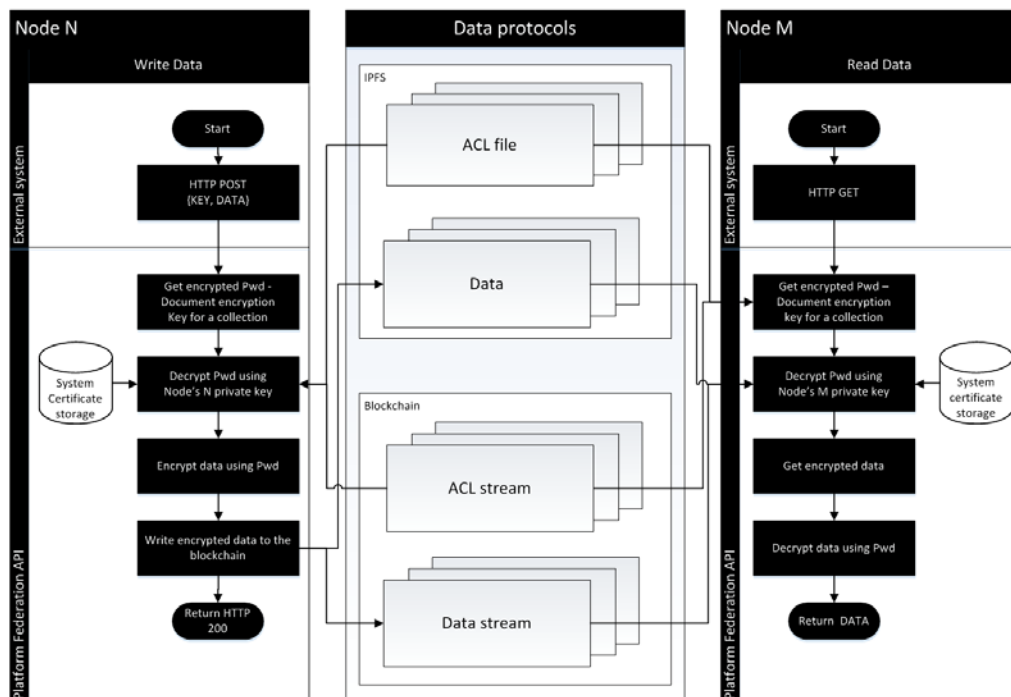 Node N
Write Data
External system
Start
HTTP POST
(KEY, DATA)
Platform Federation API
Get encrypted Pwd -
Document encryption
Key for a collection
System
Certificate
storage
Decrypt Pwd using
Node's N private key
Encrypt data using Pwd
Write encrypted data to the
blockchain
Return HTTP
200
Data protocols
IPFS
ACL file
Data
Blockchain
ACL stream
Data stream
Node M
Read Data
External system
Start
HTTP GET
Platform Federation API
Get encrypted Pwd –
Document encryption
key for a collection
Decrypt Pwd using
Node's M private key
System
certificate
storage
Get encrypted data
Decrypt data using Pwd
Return DATA